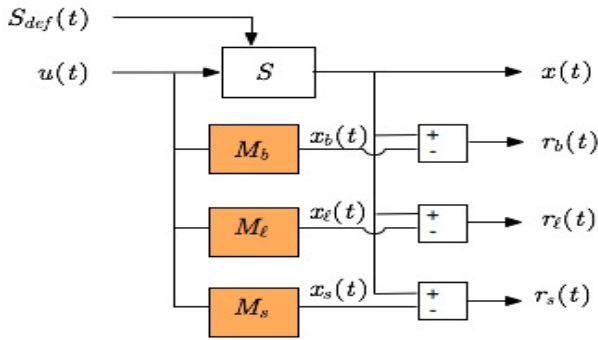 S_def(t)
u(t) S x(t)
M_b x_b(t) + - r_b(t)
M_ℓ x_ℓ(t) + - r_ℓ(t)
M_s x_s(t) + - r_s(t)